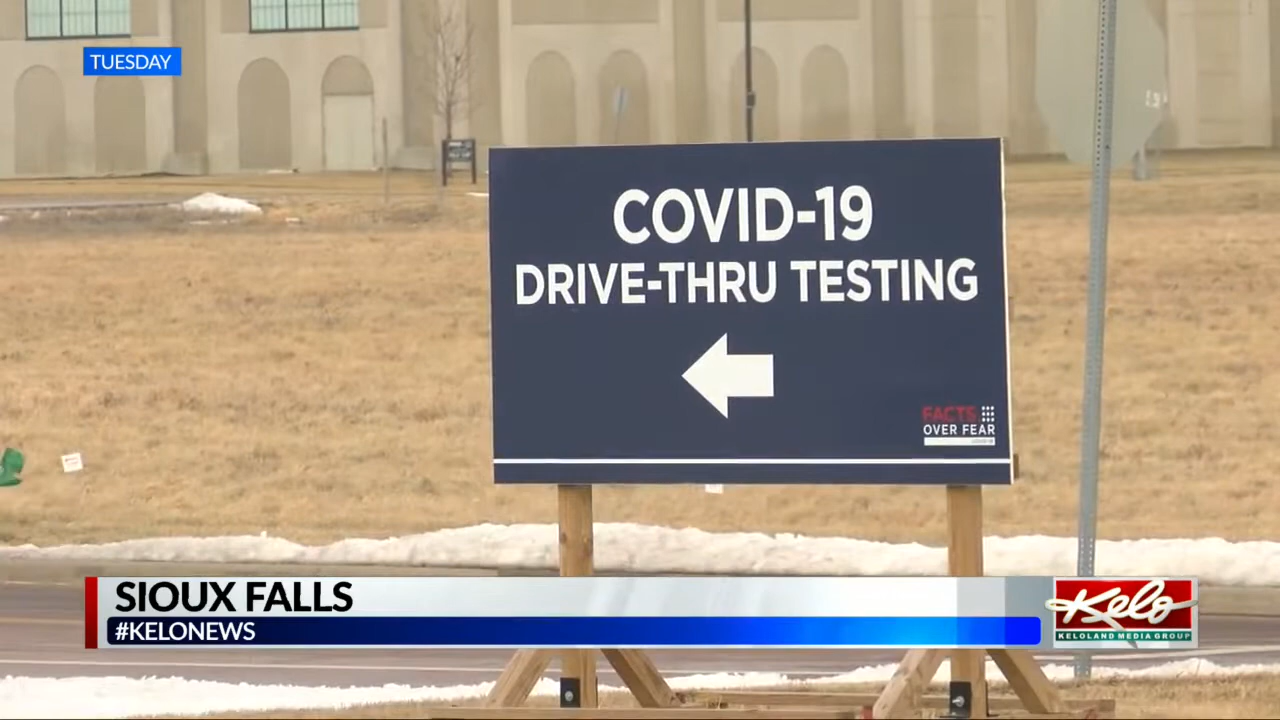 TUESDAY
COVID-19
DRIVE-THRU TESTING
FACTS
OVER FEAR
SIOUX FALLS
#KELONEWS
Kelo
KELOLAND MEDIA GROUP